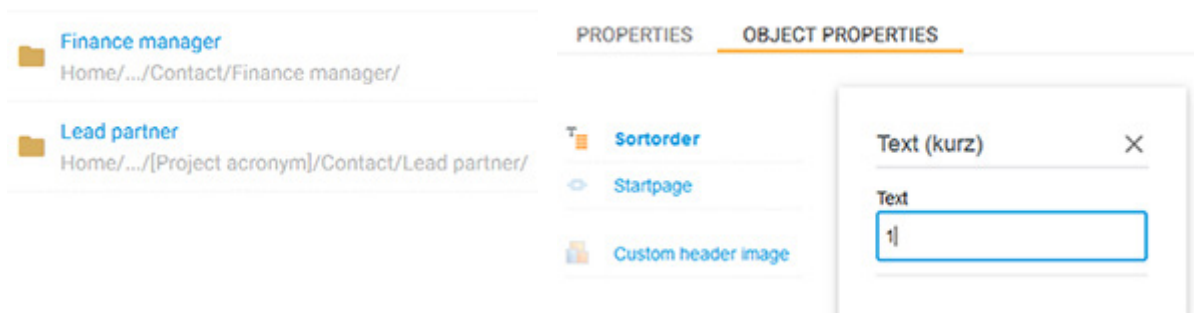 Finance manager
Home/.../Contact/Finance manager/
Lead partner
Home/.../[Project acronym]/Contact/Lead partner/
PROPERTIES OBJECT PROPERTIES
Sortorder
Startpage
Custom header image
Text (kurz)
Text
1